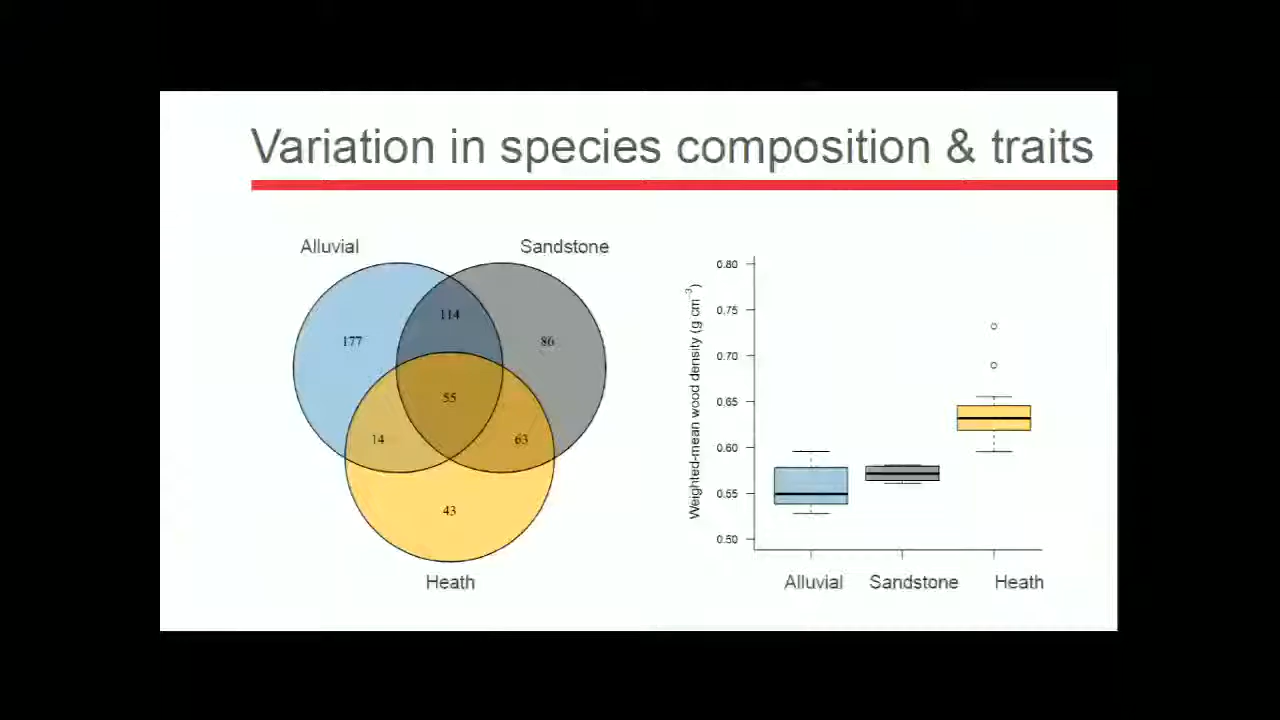 Variation in species composition & traits
Alluvial
Sandstone
114
177
86
55
14
63
43
Heath
Weighted-mean wood density (g cm⁻³)
0.80
0.75
0.70
0.65
0.60
0.55
0.50
Alluvial
Sandstone
Heath